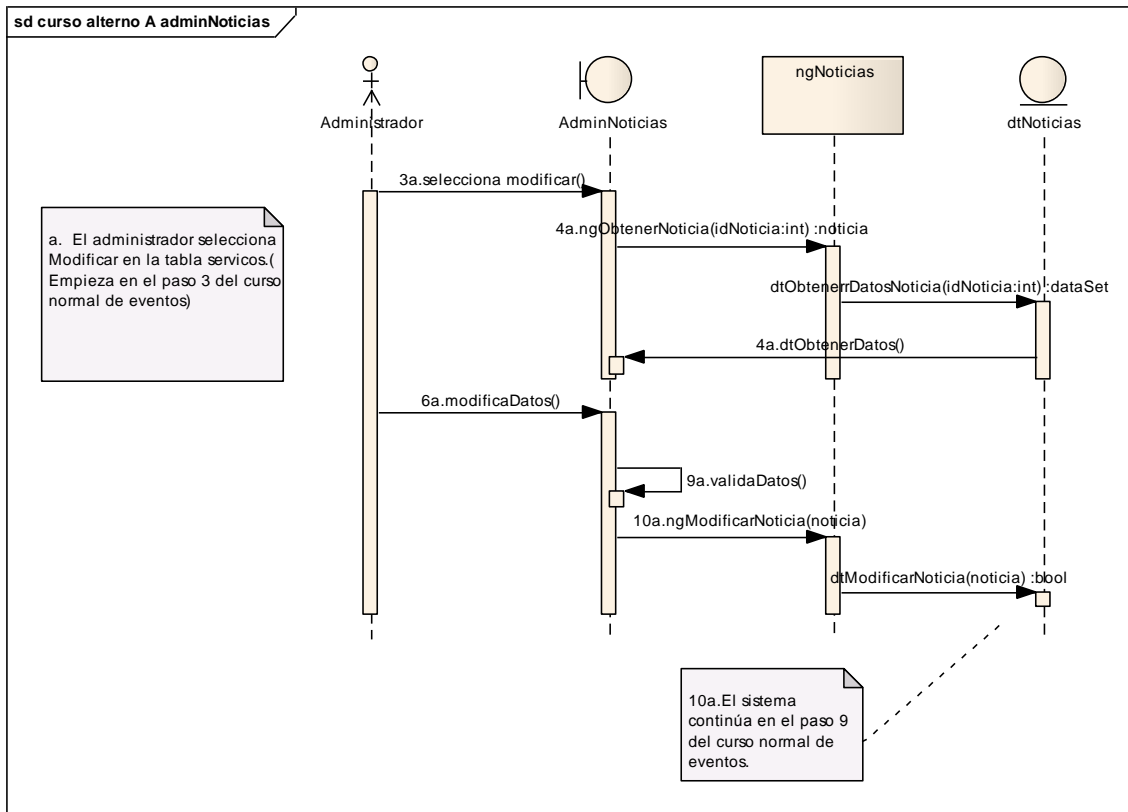 sd curso alterno A adminNoticias
Administrador
AdminNoticias
ngNoticias
dtNoticias
3a.selecciona modificar()
a. El administrador selecciona
Modificar en la tabla servicos.(
Empieza en el paso 3 del curso
normal de eventos)
4a.ngObtenerNoticia(idNoticia:int) :noticia
dtObtenerrDatosNoticia(idNoticia:int) :dataSet
4a.dtObtenerDatos()
6a.modificaDatos()
9a.validaDatos()
10a.ngModificarNoticia(noticia)
dtModificarNoticia(noticia) :bool
10a.El sistema
continúa en el paso 9
del curso normal de
eventos.